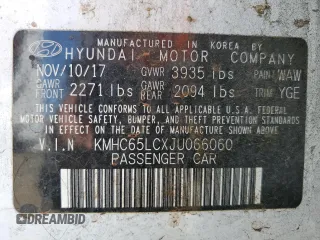 MANUFACTURED IN KOREA BY
HYUNDAI MOTOR COMPANY
NOV/10/17 GVWR 3935 lbs PAINT WAW
GAWR FRONT 2271 lbs GAWR REAR 2094 lbs TRIM YGE
THIS VEHICLE CONFORMS TO ALL APPLICABLE U.S.A. FEDERAL
MOTOR VEHICLE SAFETY, BUMPER, AND THEFT PREVENTION
STANDARDS IN EFFECT ON THE DATE OF MANUFACTURE SHOWN ABOVE.
V.I.N KMHC65LCXJU066060
PASSENGER CAR
DREAMBID